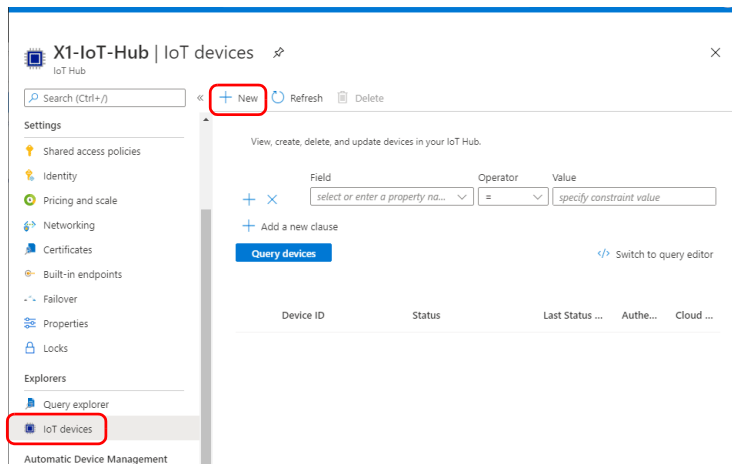 X1-IoT-Hub | IoT devices
IoT Hub
Search (Ctrl+/)
«
New
Refresh
Delete
Settings
Shared access policies
Identity
Pricing and scale
Networking
Certificates
Built-in endpoints
Failover
Properties
Locks
Explorers
Query explorer
IoT devices
Automatic Device Management
View, create, delete, and update devices in your IoT Hub.
Field Operator Value
select or enter a property na... = specify constraint value
Add a new clause
Query devices
</> Switch to query editor
Device ID Status Last Status ... Authe... Cloud ...